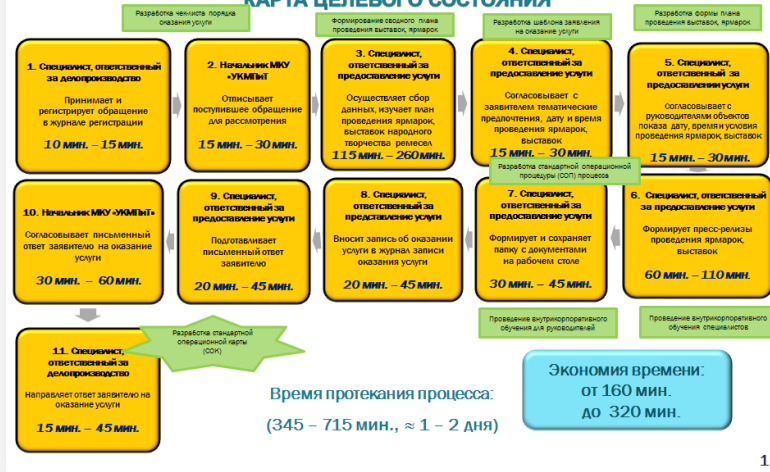 КАРТА ЦЕЛЕВОГО СОСТОЯНИЯ
Разработка чек-листа порядка
оказания услуги
Формирование сводного плана
проведения выставок, ярмарок
Разработка шаблона заявления
на оказание услуги
Разработка формы плана
проведения выставок, ярмарок
1. Специалист, ответственный
за делопроизводство
Принимает и
регистрирует обращение
в журнале регистрации
10 мин. – 15 мин.
2. Начальник МКУ
«УКМПиТ
Отписывает
поступившее обращение
для рассмотрения
15 мин. – 30 мин.
3. Специалист,
ответственный за
предоставление услуги
Осуществляет сбор
данных, изучает план
проведения ярмарок,
выставок народного
творчества ремесел
115 мин. – 260 мин.
4. Специалист,
ответственный за
предоставление услуги
Согласовывает с
заявителем тематические
предпочтения, дату и время
проведения ярмарок,
выставок
15 мин. – 30 мин.
5. Специалист,
ответственный за
предоставлении услуги
Согласовывает с
руководителями объектов
показа дату, время и условия
проведения ярмарок, выставок
15 мин. – 30мин.
Разработка стандартной операционной
процедуры (СОП) процесса
10. Начальник МКУ «УКМПиТ»
Согласовывает письменный
ответ заявителю на оказание
услуги
30 мин. – 60 мин.
9. Специалист,
ответственный за
предоставление услуги
Подготавливает
письменный ответ
заявителю
20 мин. – 45 мин.
8. Специалист,
ответственный за
представление услуги
Вносит запись об оказании
услуги в журнал записи
оказания услуги
20 мин. – 45 мин.
7. Специалист,
ответственный за
предоставление услуги
Формирует и сохраняет
папку с документами
на рабочем столе
30 мин. – 45 мин.
6. Специалист, ответственный
за предоставление услуги
Формирует пресс-релизы
проведения ярмарок,
выставок
60 мин. – 110 мин.
Проведение внутрикорпоративного
обучения для руководителей
Проведение внутрикорпоративного
обучения специалистов
Разработка стандартной
операционной карты
(СОК)
11. Специалист,
ответственный за
делопроизводство
Направляет ответ заявителю на
оказание услуги
15 мин. – 45 мин.
Время протекания процесса:
(345 – 715 мин., ≈ 1 – 2 дня)
Экономия времени:
от 160 мин.
до 320 мин.
1